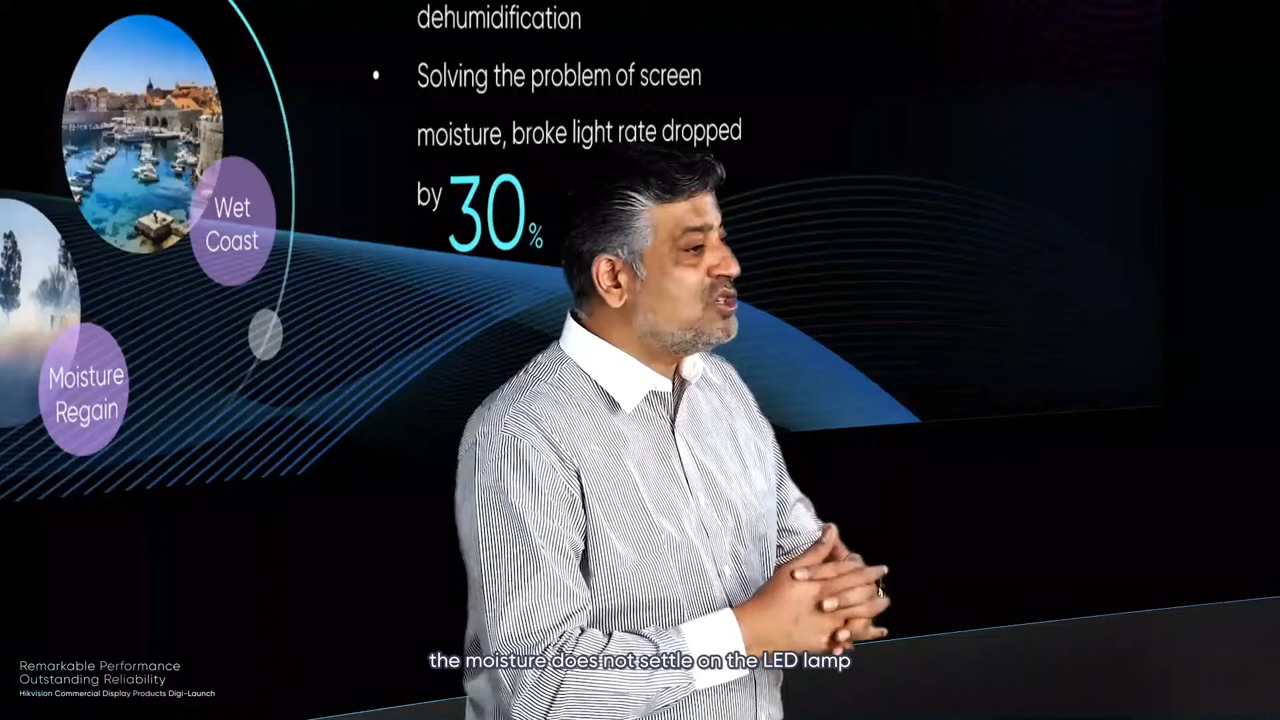 dehumidification
• Solving the problem of screen
moisture, broke light rate dropped
by 30%
Wet
Coast
Moisture
Regain
the moisture does not settle on the LED lamp
Remarkable Performance
Outstanding Reliability
Hikvision Commercial Display Products Digi-Launch